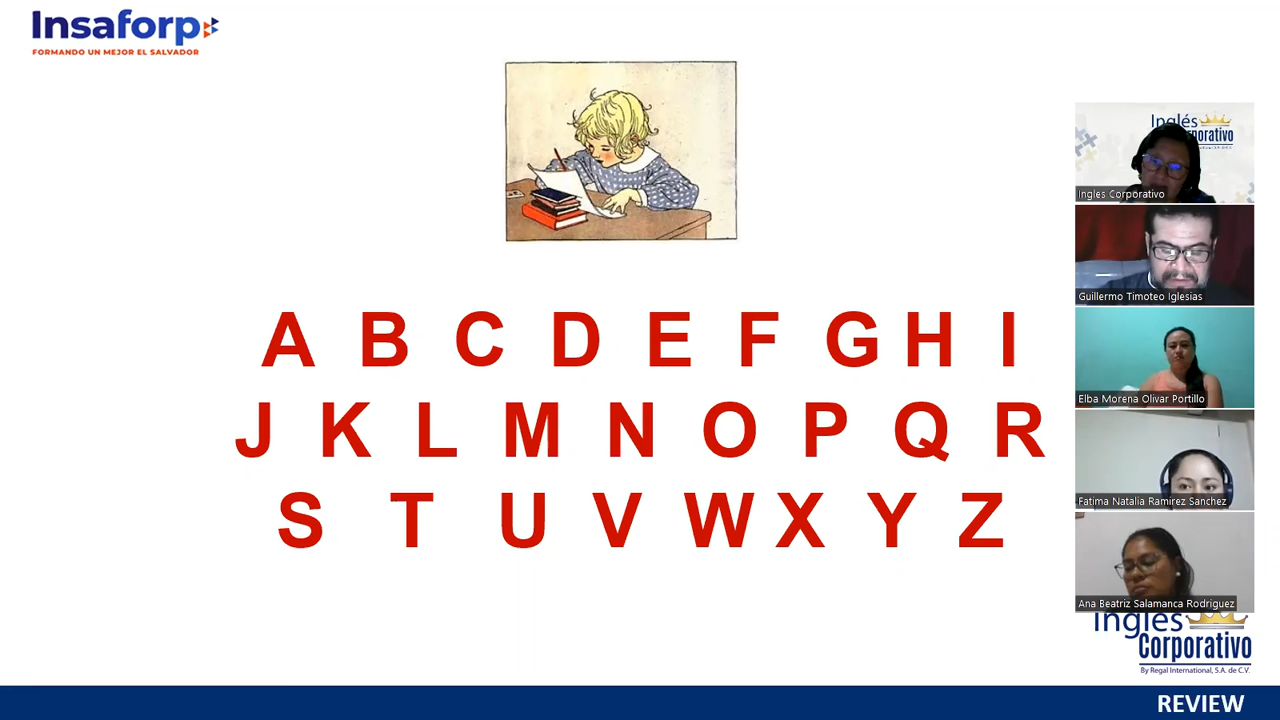 Insaforp
FORMANDO UN MEJOR EL SALVADOR
A B C D E F G H I
J K L M N O P Q R
S T U V W X Y Z
Inglés
Corporativo
Ingles Corporativo
Guillermo Timoteo Iglesias
Elba Morena Olivar Portillo
Fatima Natalia Ramirez Sanchez
Ana Beatriz Salamanca Rodriguez
Inglés
Corporativo
By Regal International, S.A. de C.V.
REVIEW